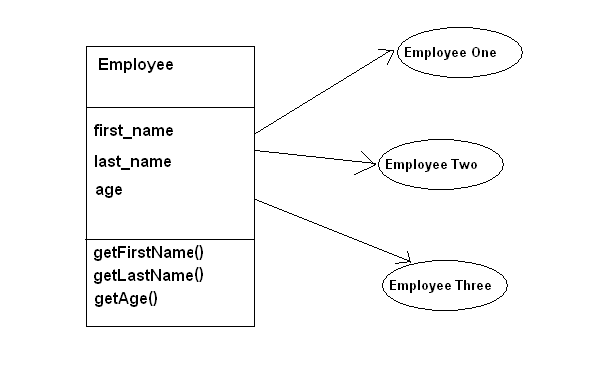 Employee
first_name
last_name
age
getFirstName()
getLastName()
getAge()
Employee One
Employee Two
Employee Three